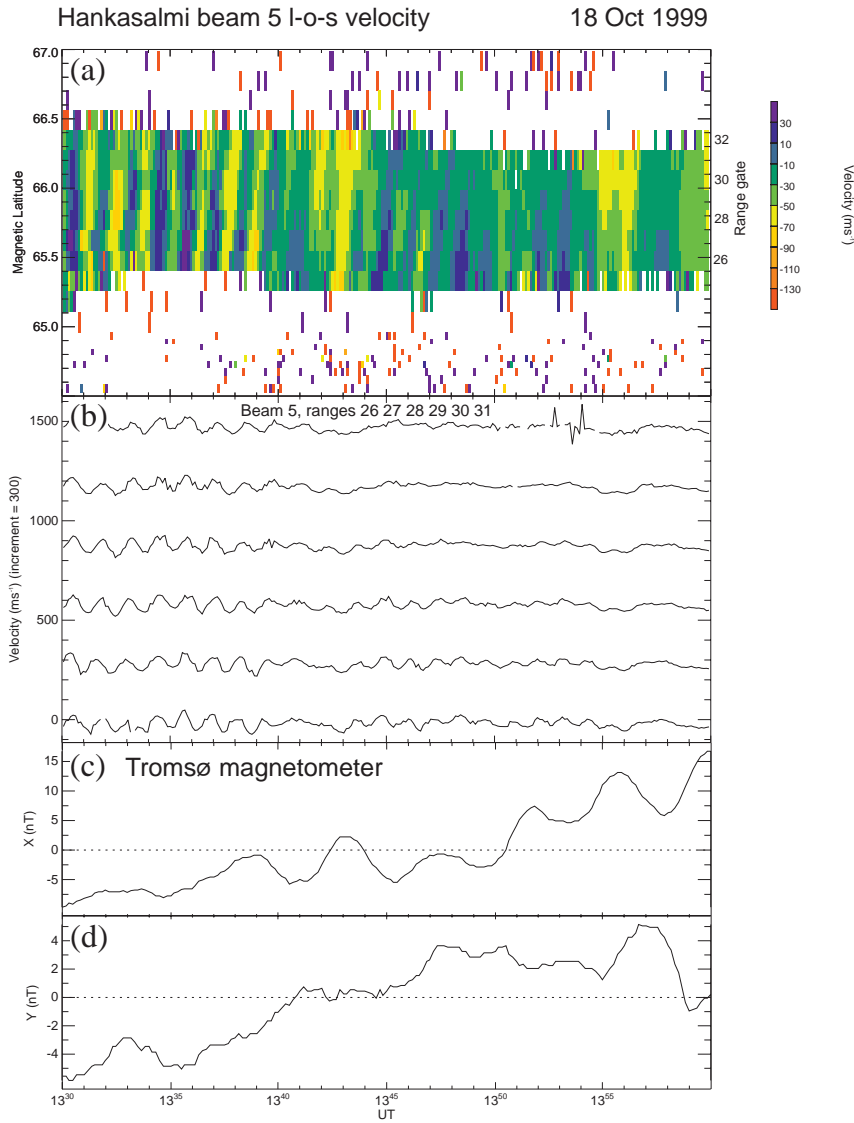 Hankasalmi beam 5 l-o-s velocity 18 Oct 1999
(a)
67.0
66.5
66.0
65.5
65.0
Magnetic Latitude
32
30
28
26
Range gate
30
10
-10
-30
-50
-70
-90
-110
-130
Velocity (ms⁻¹)
(b)
Beam 5, ranges 26 27 28 29 30 31
1500
1000
500
0
Velocity (ms⁻¹) (increment = 300)
(c) Tromsø magnetometer
15
10
5
0
-5
X (nT)
(d)
4
2
0
-2
-4
Y (nT)
13³⁰ 13³⁵ 13⁴⁰ 13⁴⁵ 13⁵⁰ 13⁵⁵
UT